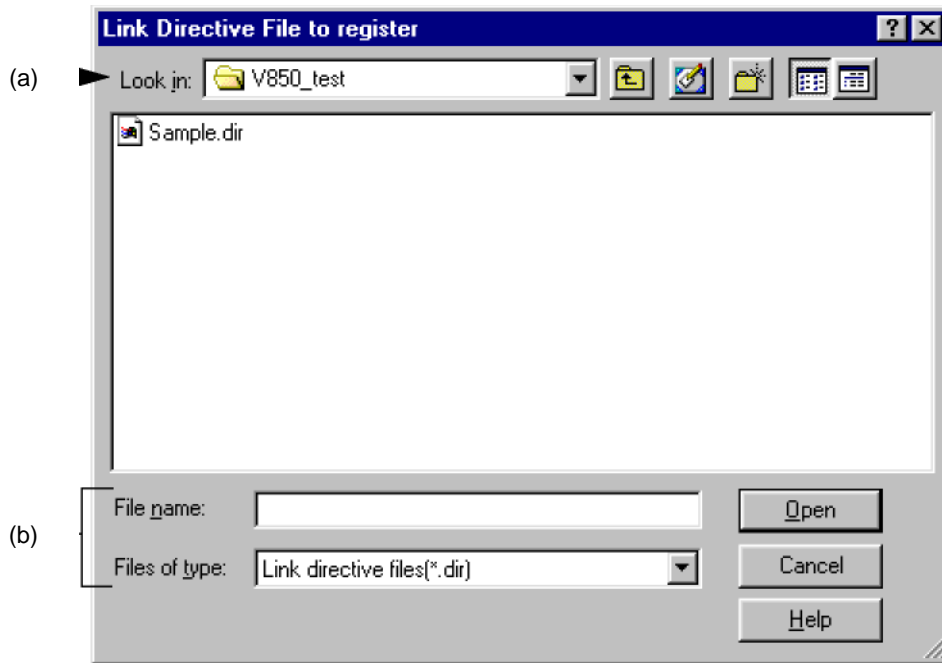 Link Directive File to register
(a)
Look in: V850_test
Sample.dir
(b)
File name:
Open
Files of type: Link directive files(*.dir)
Cancel
Help